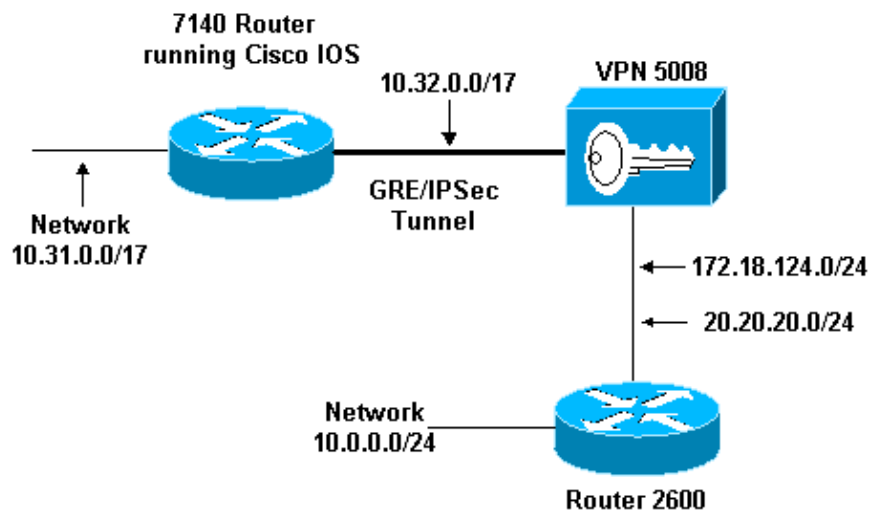 7140 Router
running Cisco IOS
10.32.0.0/17
VPN 5008
GRE/IPSec
Tunnel
Network
10.31.0.0/17
172.18.124.0/24
20.20.20.0/24
Network
10.0.0.0/24
Router 2600